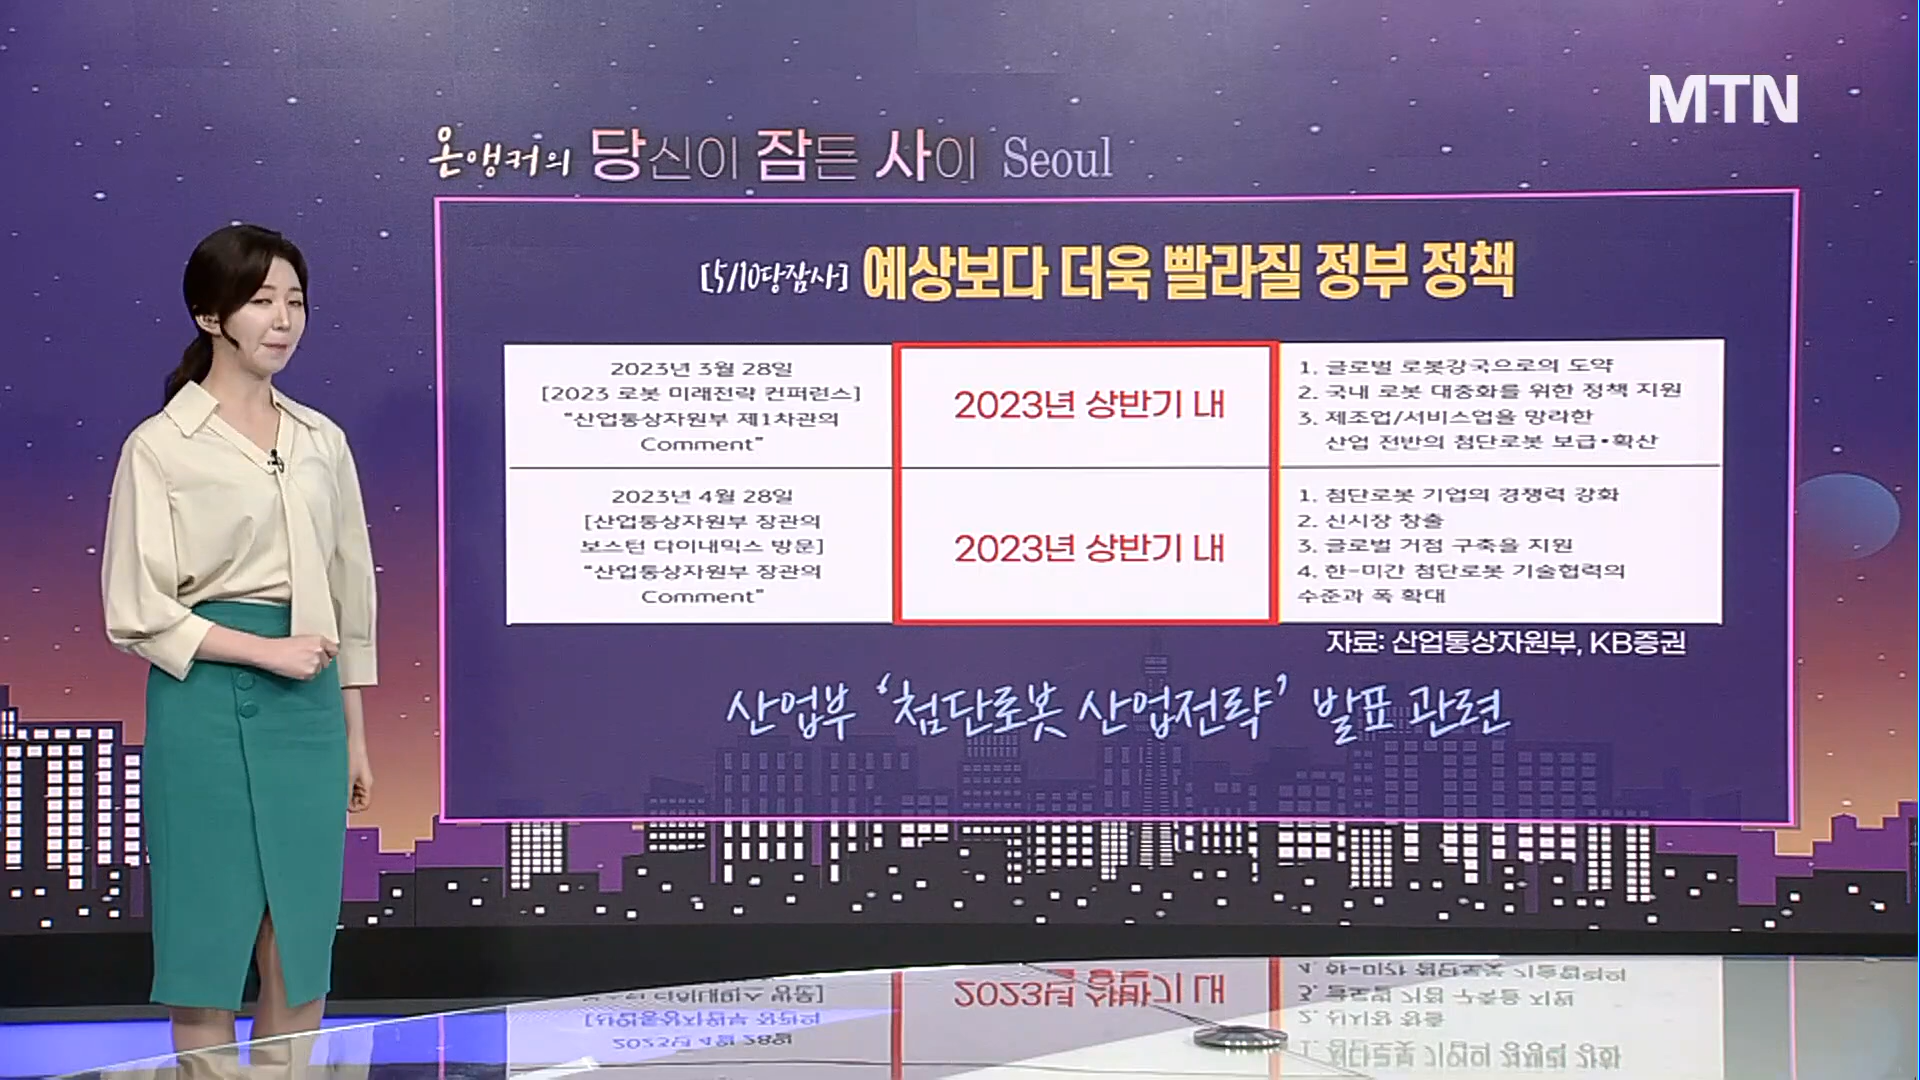 MTN
온앵커의 당신이 잠든 사이 Seoul
[5/10당잠사] 예상보다 더욱 빨라질 정부 정책
2023년 3월 28일
[2023 로봇 미래전략 컨퍼런스]
"산업통상자원부 제1차관의
Comment"
2023년 상반기 내
1. 글로벌 로봇강국으로의 도약
2. 국내 로봇 대중화를 위한 정책 지원
3. 제조업/서비스업을 망라한
산업 전반의 첨단로봇 보급•확산
2023년 4월 28일
[산업통상자원부 장관의
보스턴 다이내믹스 방문]
"산업통상자원부 장관의
Comment"
2023년 상반기 내
1. 첨단로봇 기업의 경쟁력 강화
2. 신시장 창출
3. 글로벌 거점 구축을 지원
4. 한-미간 첨단로봇 기술협력의
수준과 폭 확대
자료: 산업통상자원부, KB증권
산업부 '첨단로봇 산업전략' 발표 관련